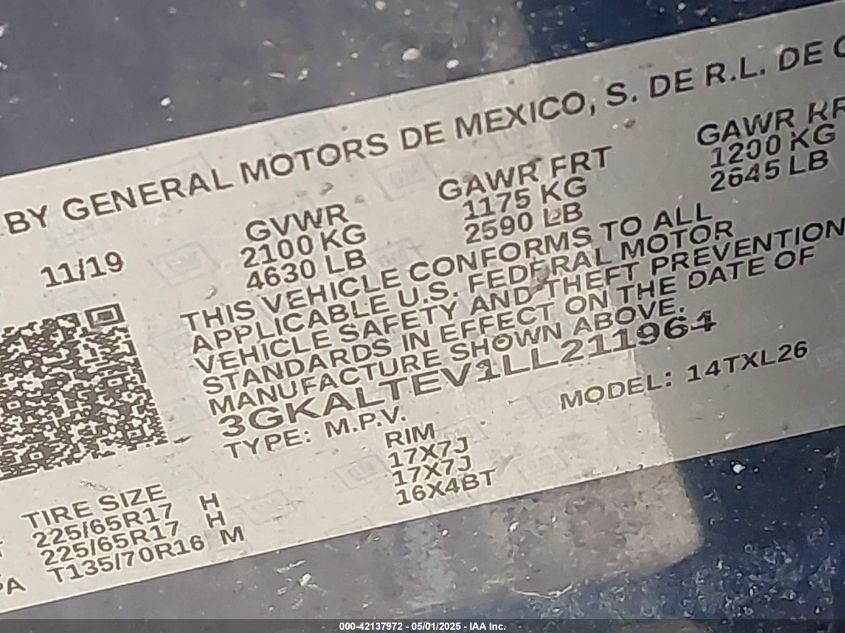 BY GENERAL MOTORS DE MEXICO, S. DE R.L. DE C
11/19
GVWR
2100 KG
4630 LB
GAWR FRT
1175 KG
2590 LB
GAWR RR
1200 KG
2645 LB
THIS VEHICLE CONFORMS TO ALL
APPLICABLE U.S. FEDERAL MOTOR
VEHICLE SAFETY AND THEFT PREVENTION
STANDARDS IN EFFECT ON THE DATE OF
MANUFACTURE SHOWN ABOVE.
3GKALTEV1LL211964
TYPE: M.P.V.
MODEL: 14TXL26
TIRE SIZE
RIM
225/65R17 H
17X7J
225/65R17 H
17X7J
PA T135/70R16 M
16X4BT
000-42137972 - 05/01/2025 - IAA Inc.